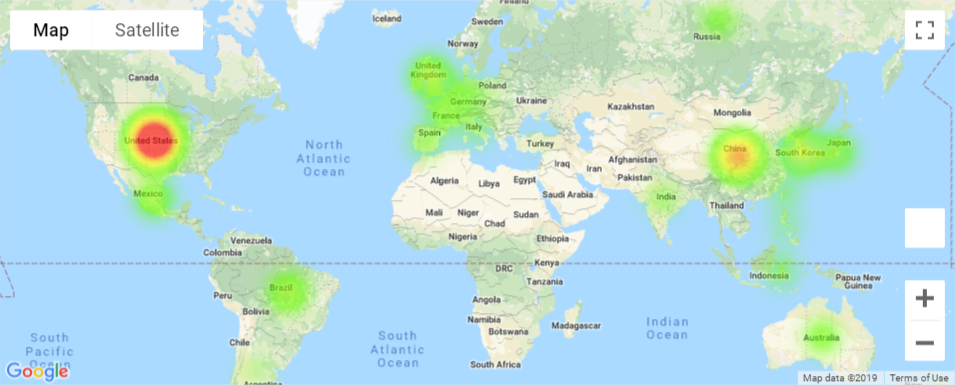 Map Satellite
Iceland
Sweden
Russia
Norway
Canada
United
Kingdom
Poland
Germany
Ukraine
Kazakhstan
Mongolia
France
Italy
Spain
United States
Turkey
China
Japan
South Korea
North
Atlantic
Ocean
Iraq
Iran
Afghanistan
Pakistan
Algeria
Libya
Egypt
Saudi Arabia
India
Mexico
Thailand
Mali
Niger
Chad
Sudan
Nigeria
Ethiopia
Venezuela
Colombia
DRC
Kenya
Tanzania
Indonesia
Papua New
Guinea
Brazil
Peru
Bolivia
Angola
Namibia
Botswana
Madagascar
Indian
Ocean
Australia
South
Pacific
Ocean
South
Atlantic
Ocean
Chile
South Africa
Argentina
Google
Map data ©2019 Terms of Use